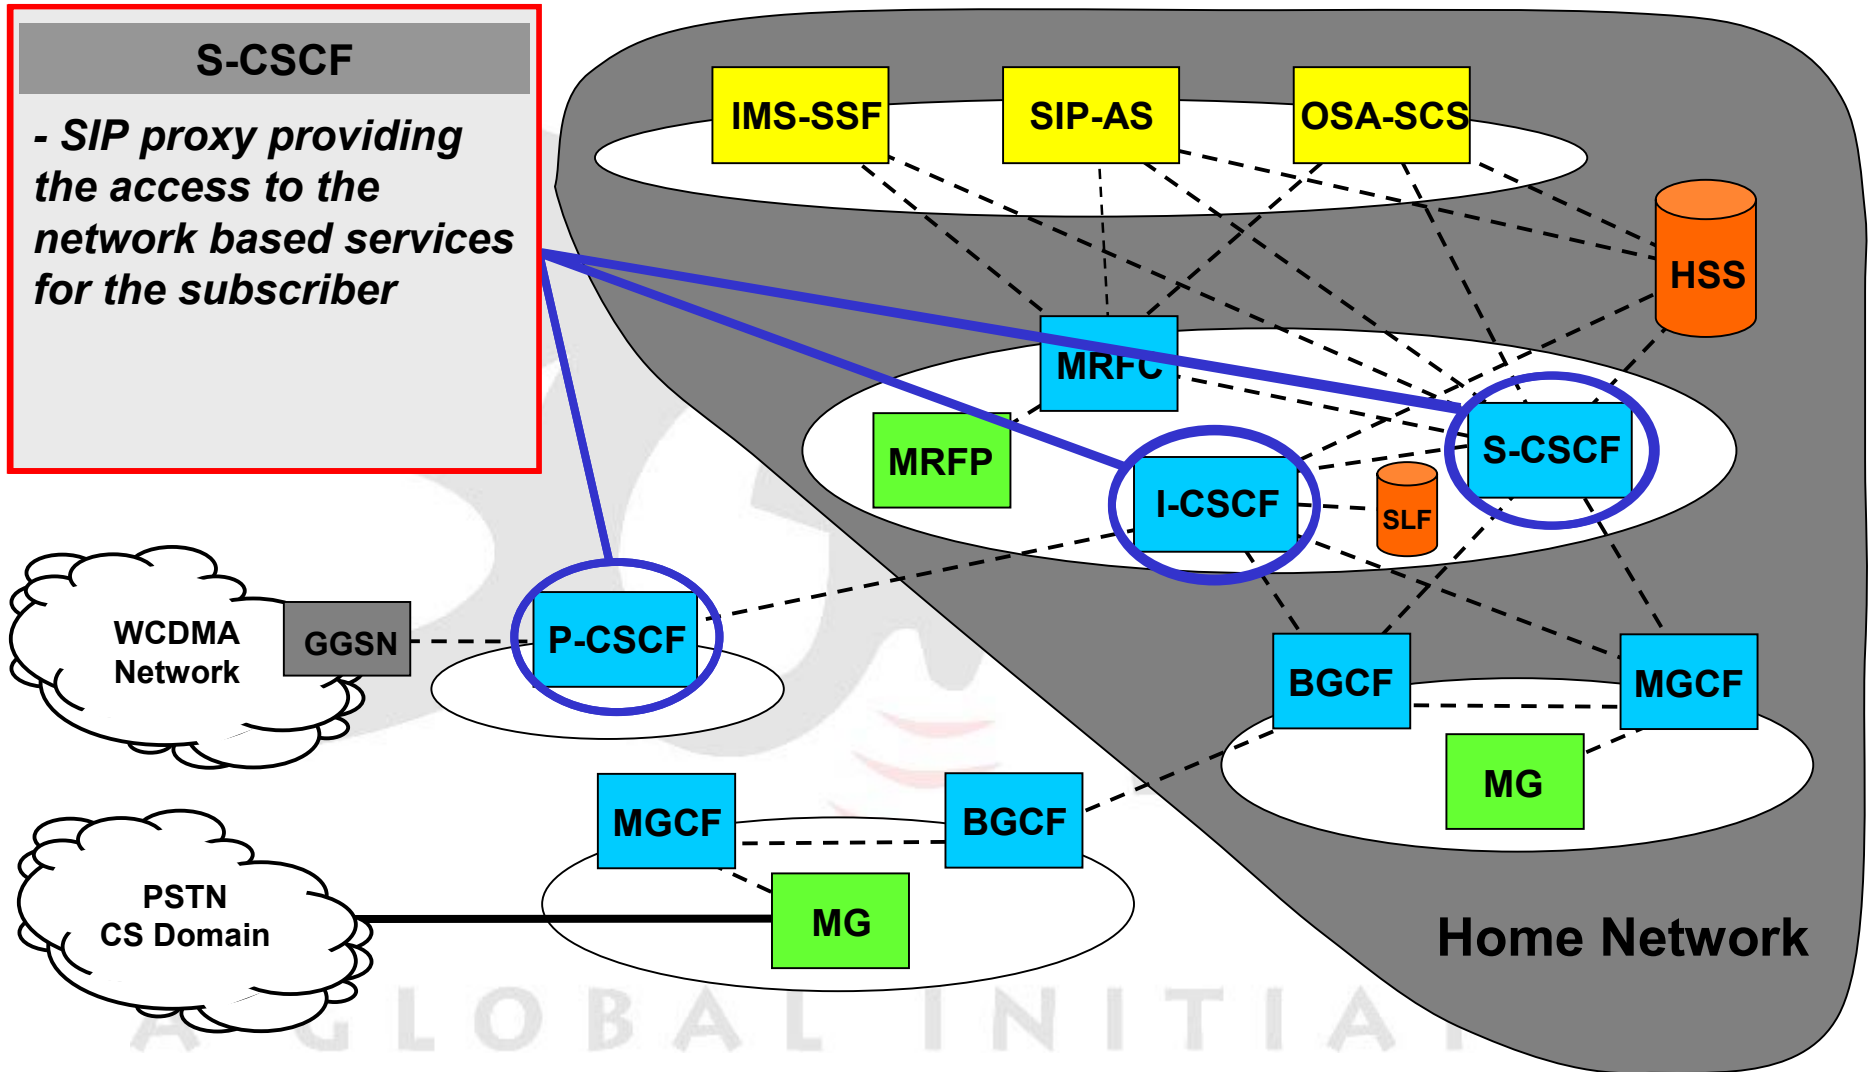 S-CSCF
- SIP proxy providing
the access to the
network based services
for the subscriber
IMS-SSF
SIP-AS
OSA-SCS
HSS
MRFC
MRFP
S-CSCF
I-CSCF
SLF
WCDMA
Network
GGSN
P-CSCF
BGCF
MGCF
MG
MGCF
BGCF
MG
PSTN
CS Domain
Home Network
A GLOBAL INITIA